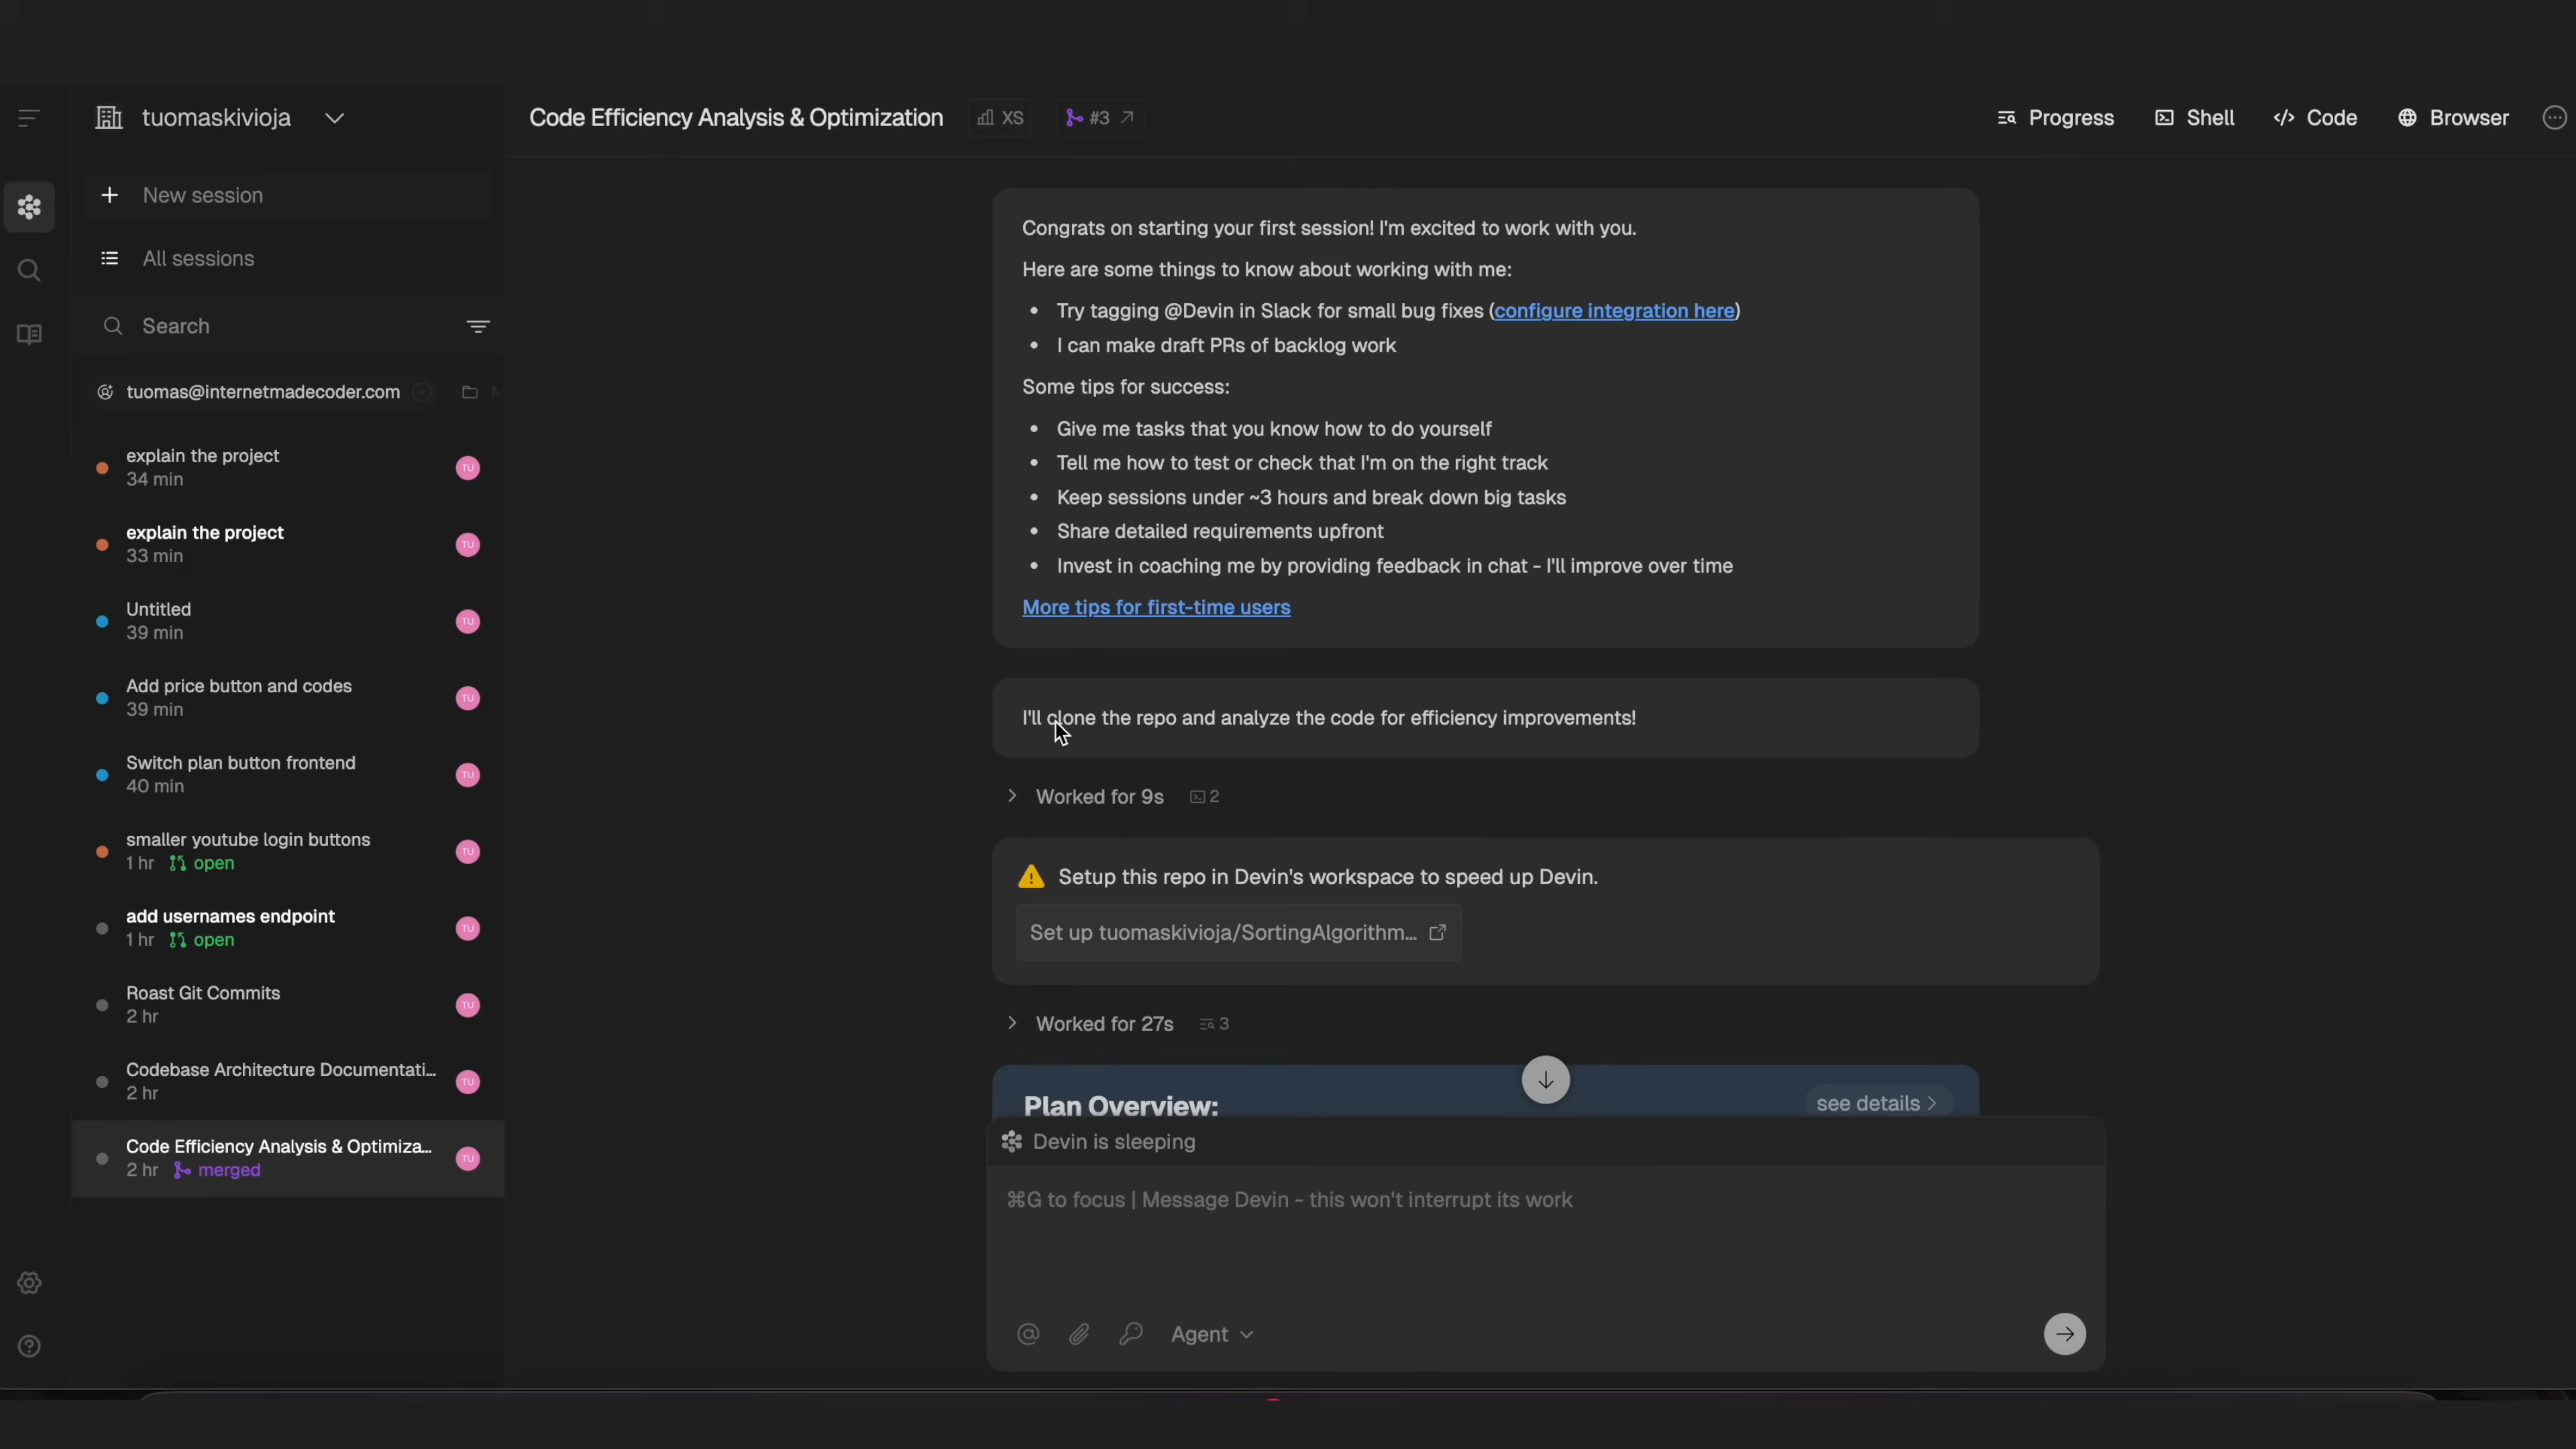 tuomaskivioja
New session
All sessions
Search
tuomas@internetmadecoder.com
explain the project
34 min
TU
explain the project
33 min
TU
Untitled
39 min
TU
Add price button and codes
39 min
TU
Switch plan button frontend
40 min
TU
smaller youtube login buttons
1 hr open
TU
add usernames endpoint
1 hr open
TU
Roast Git Commits
2 hr
TU
Codebase Architecture Documentati...
2 hr
TU
Code Efficiency Analysis & Optimiza...
2 hr merged
TU
Code Efficiency Analysis & Optimization XS #3
Progress Shell Code Browser
Congrats on starting your first session! I'm excited to work with you.
Here are some things to know about working with me:
• Try tagging @Devin in Slack for small bug fixes (configure integration here)
• I can make draft PRs of backlog work
Some tips for success:
• Give me tasks that you know how to do yourself
• Tell me how to test or check that I'm on the right track
• Keep sessions under ~3 hours and break down big tasks
• Share detailed requirements upfront
• Invest in coaching me by providing feedback in chat - I'll improve over time
More tips for first-time users
I'll clone the repo and analyze the code for efficiency improvements!
Worked for 9s 2
Setup this repo in Devin's workspace to speed up Devin.
Set up tuomaskivioja/SortingAlgorithm...
Worked for 27s 3
Plan Overview:
see details >
Devin is sleeping
⌘G to focus | Message Devin - this won't interrupt its work
Agent